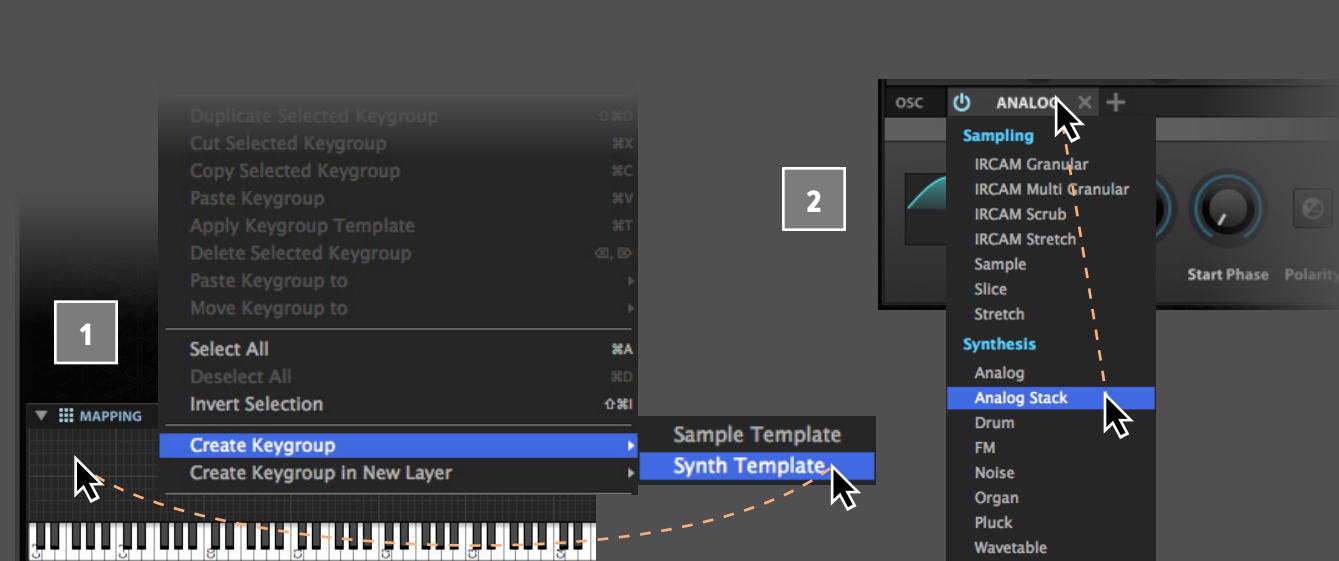 Duplicate Selected Keygroup ⇧⌘D
Cut Selected Keygroup ⌘X
Copy Selected Keygroup ⌘C
Paste Keygroup ⌘V
Apply Keygroup Template ⌘T
Delete Selected Keygroup ⌫, ⌦
Paste Keygroup to
Move Keygroup to
1
Select All ⌘A
Deselect All ⌘D
Invert Selection ⇧⌘I
MAPPING
Create Keygroup
Create Keygroup in New Layer
Sample Template
Synth Template
2
OSC ANALOG
Sampling
IRCAM Granular
IRCAM Multi Granular
IRCAM Scrub
IRCAM Stretch
Sample
Slice
Stretch
Synthesis
Analog
Analog Stack
Drum
FM
Noise
Organ
Pluck
Wavetable
Start Phase Polarity